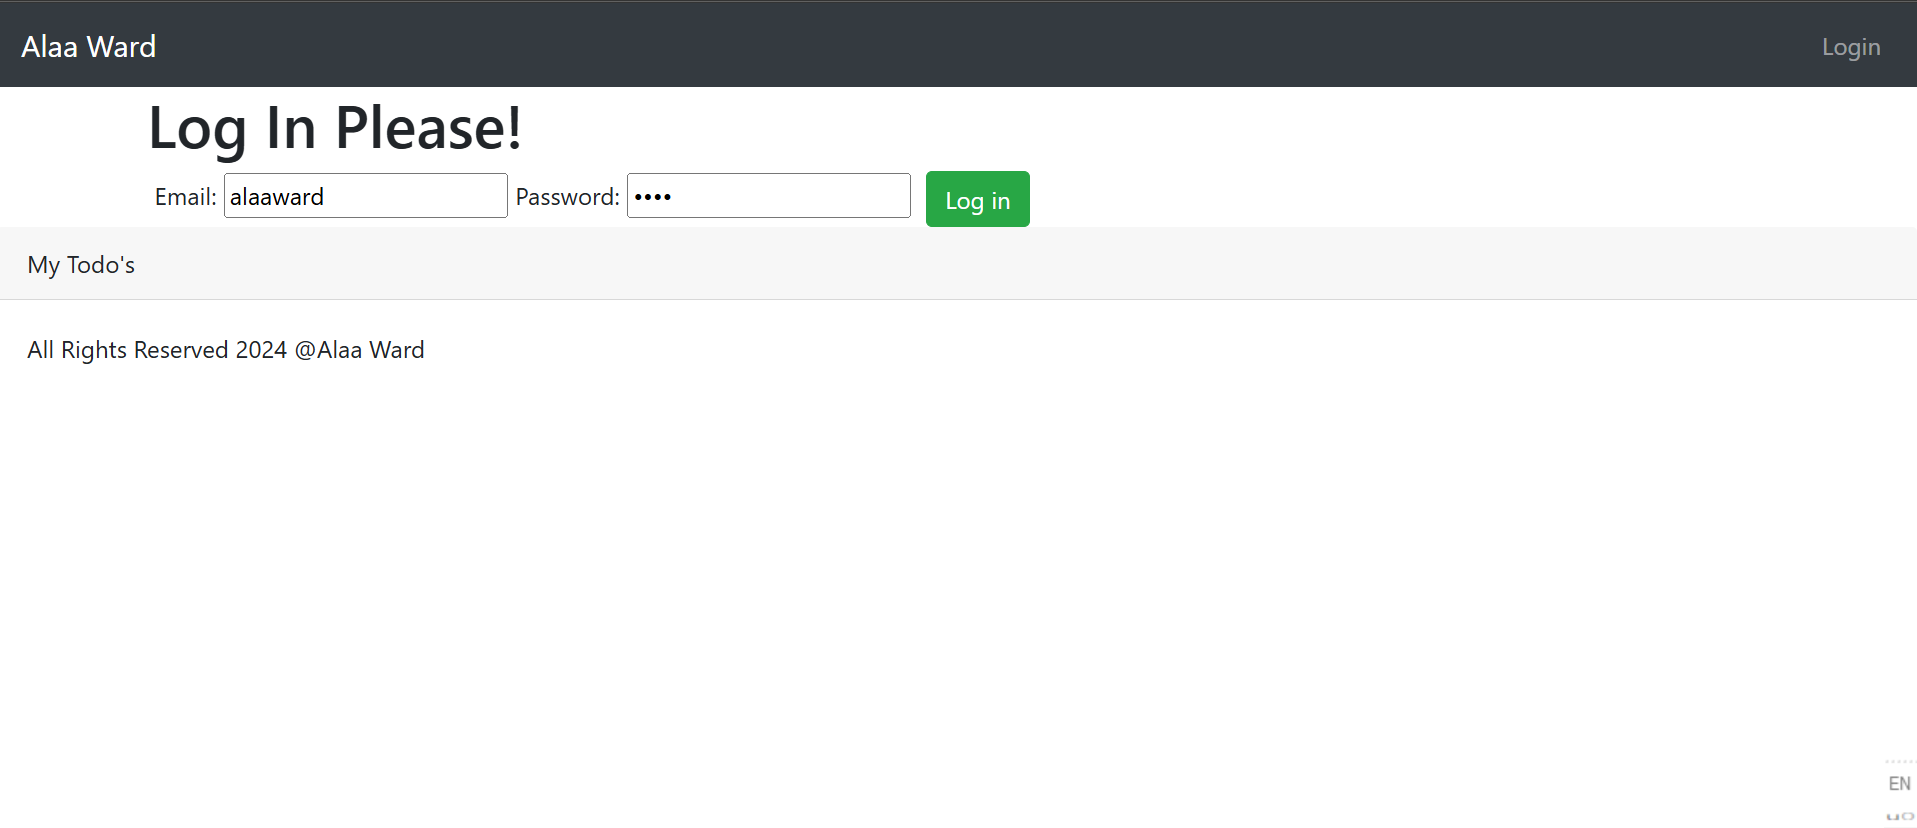 Alaa Ward Login
Log In Please!
Email: alaaward Password: •••• Log in
My Todo's
All Rights Reserved 2024 @Alaa Ward
EN